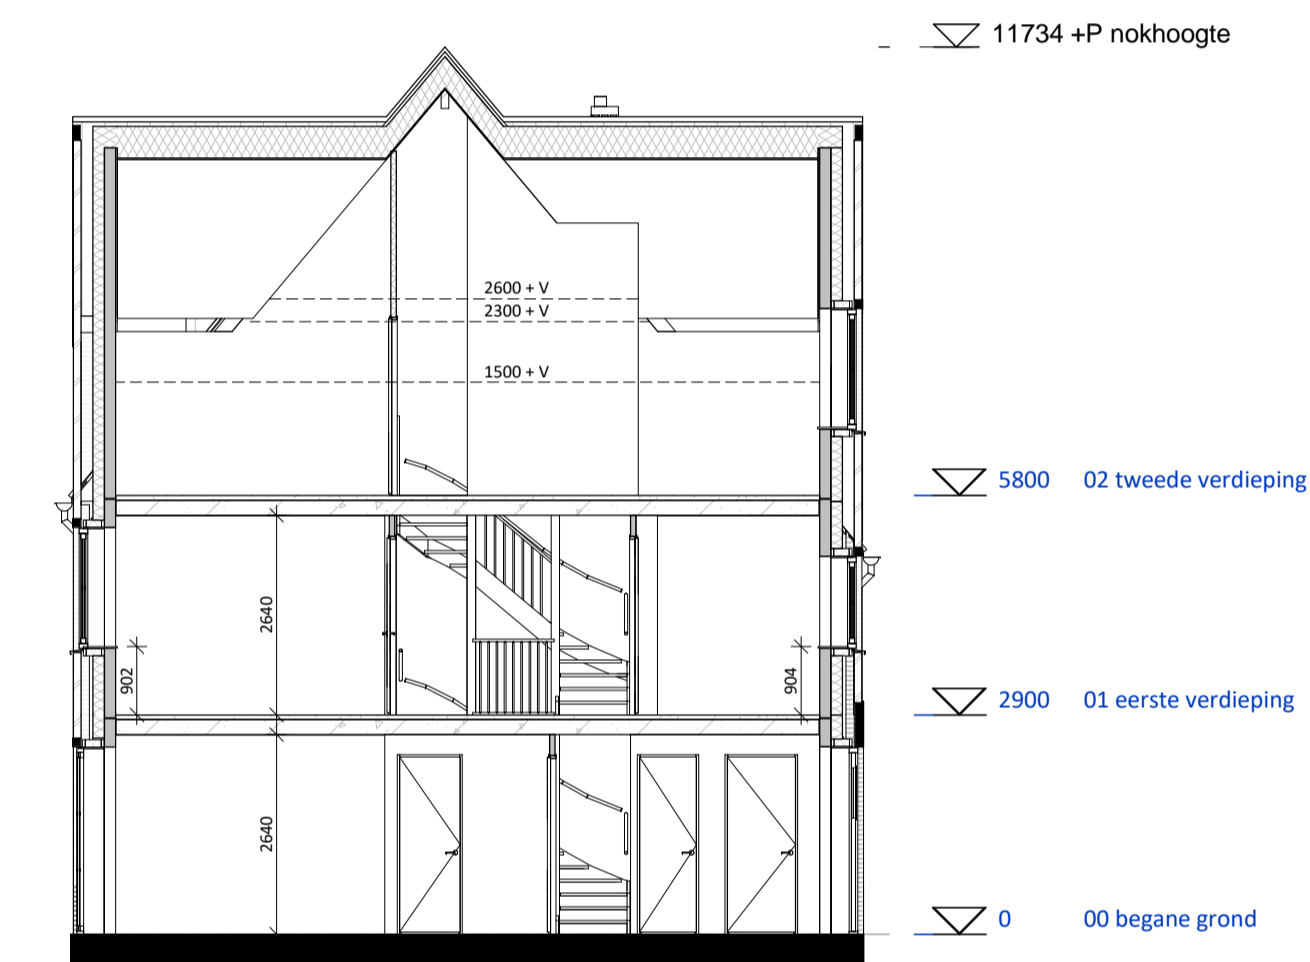 11734 +P nokhoogte
2600 + V
2300 + V
1500 + V
5800 02 tweede verdieping
2640
902
904
2900 01 eerste verdieping
2640
0 00 begane grond